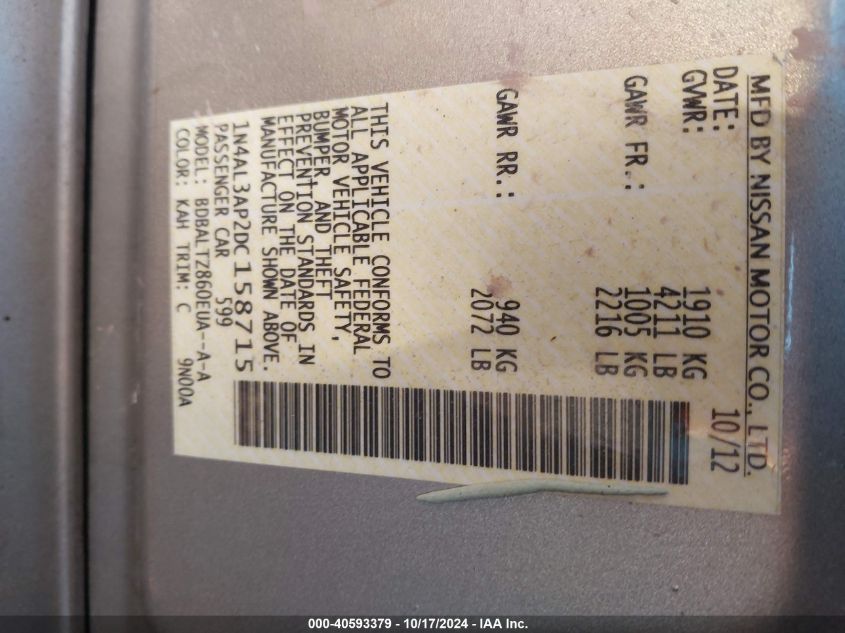 MFD BY NISSAN MOTOR CO., LTD.
DATE: 10/12
GVWR: 1910 KG
4211 LB
GAWR FR.: 1005 KG
2216 LB
GAWR RR.: 940 KG
2072 LB
THIS VEHICLE CONFORMS TO
ALL APPLICABLE FEDERAL
MOTOR VEHICLE SAFETY,
BUMPER, AND THEFT
PREVENTION STANDARDS IN
EFFECT ON THE DATE OF
MANUFACTURE SHOWN ABOVE.
1N4AL3AP2DC158715
PASSENGER CAR 599
MODEL: BDBALTZ860EUA--A-A
COLOR: KAH TRIM: C 9N00A
000-40593379 - 10/17/2024 - IAA Inc.